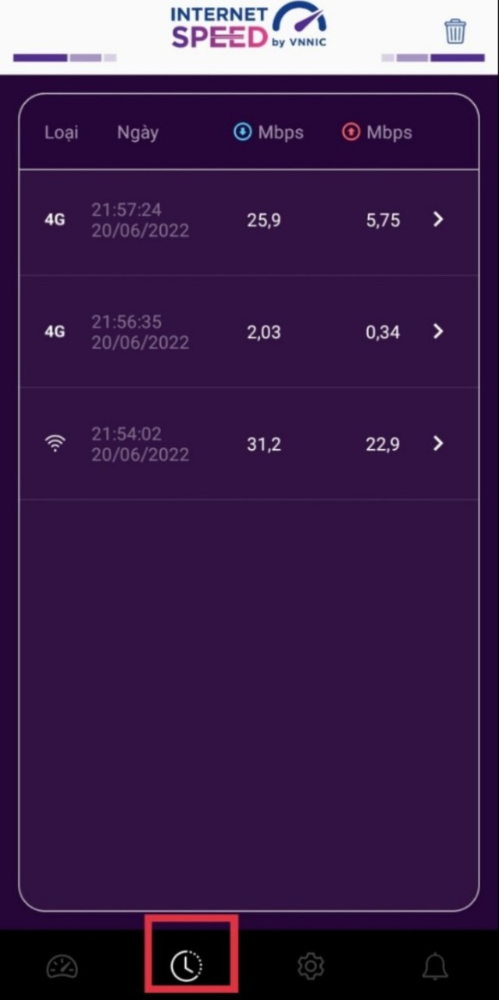 INTERNET
SPEED by VNNIC
Loại Ngày Mbps Mbps
4G 21:57:24 20/06/2022 25,9 5,75
4G 21:56:35 20/06/2022 2,03 0,34
21:54:02 20/06/2022 31,2 22,9